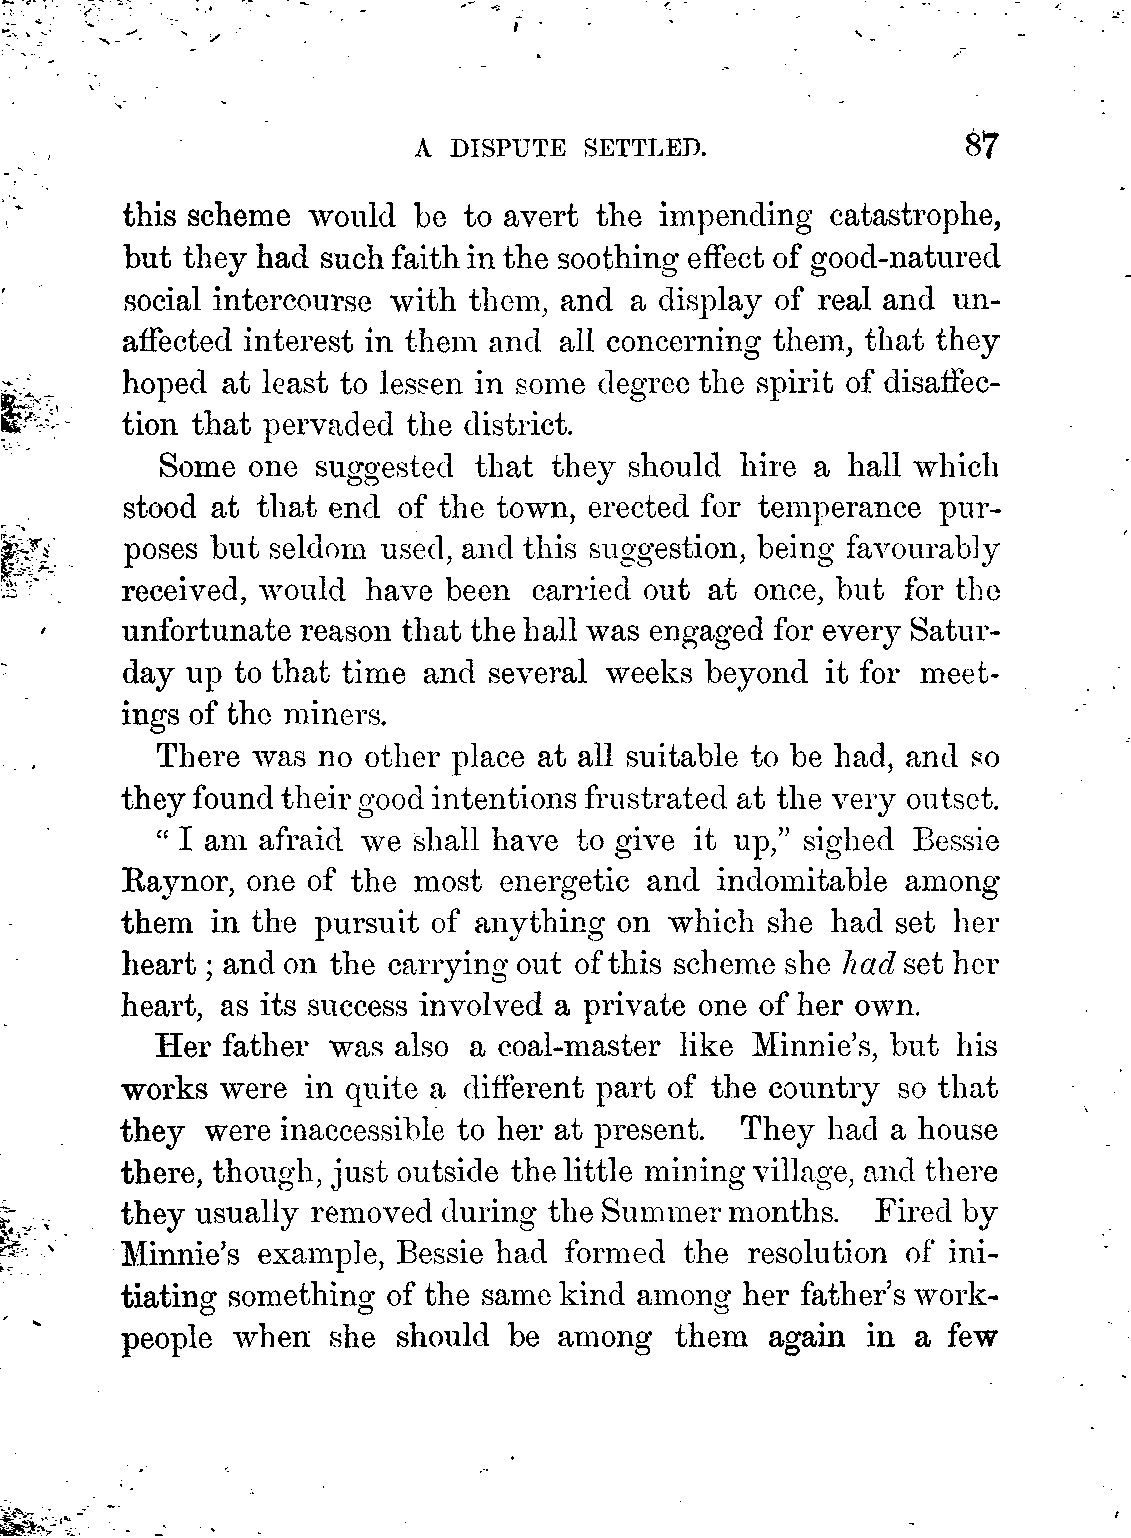 A DISPUTE SETTLED. 87
this scheme would be to avert the impending catastrophe,
but they had such faith in the soothing effect of good-natured
social intercourse with them, and a display of real and un-
affected interest in them and all concerning them, that they
hoped at least to lessen in some degree the spirit of disaffec-
tion that pervaded the district.
Some one suggested that they should hire a hall which
stood at that end of the town, erected for temperance pur-
poses but seldom used, and this suggestion, being favourably
received, would have been carried out at once, but for the
unfortunate reason that the hall was engaged for every Satur-
day up to that time and several weeks beyond it for meet-
ings of the miners.
There was no other place at all suitable to be had, and so
they found their good intentions frustrated at the very outset.
“ I am afraid we shall have to give it up,” sighed Bessie
Raynor, one of the most energetic and indomitable among
them in the pursuit of anything on which she had set her
heart ; and on the carrying out of this scheme she had set her
heart, as its success involved a private one of her own.
Her father was also a coal-master like Minnie’s, but his
works were in quite a different part of the country so that
they were inaccessible to her at present. They had a house
there, though, just outside the little mining village, and there
they usually removed during the Summer months. Fired by
Minnie’s example, Bessie had formed the resolution of ini-
tiating something of the same kind among her father’s work-
people when she should be among them again in a few